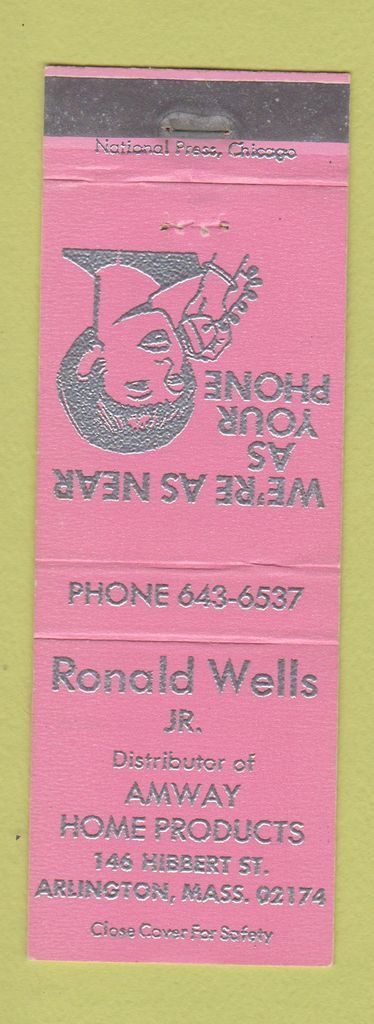 National Press, Chicago
WE'RE AS NEAR
AS
YOUR
PHONE
PHONE 643-6537
Ronald Wells
JR.
Distributor of
AMWAY
HOME PRODUCTS
146 HIBBERT ST.
ARLINGTON, MASS. 02174
Close Cover For Safety